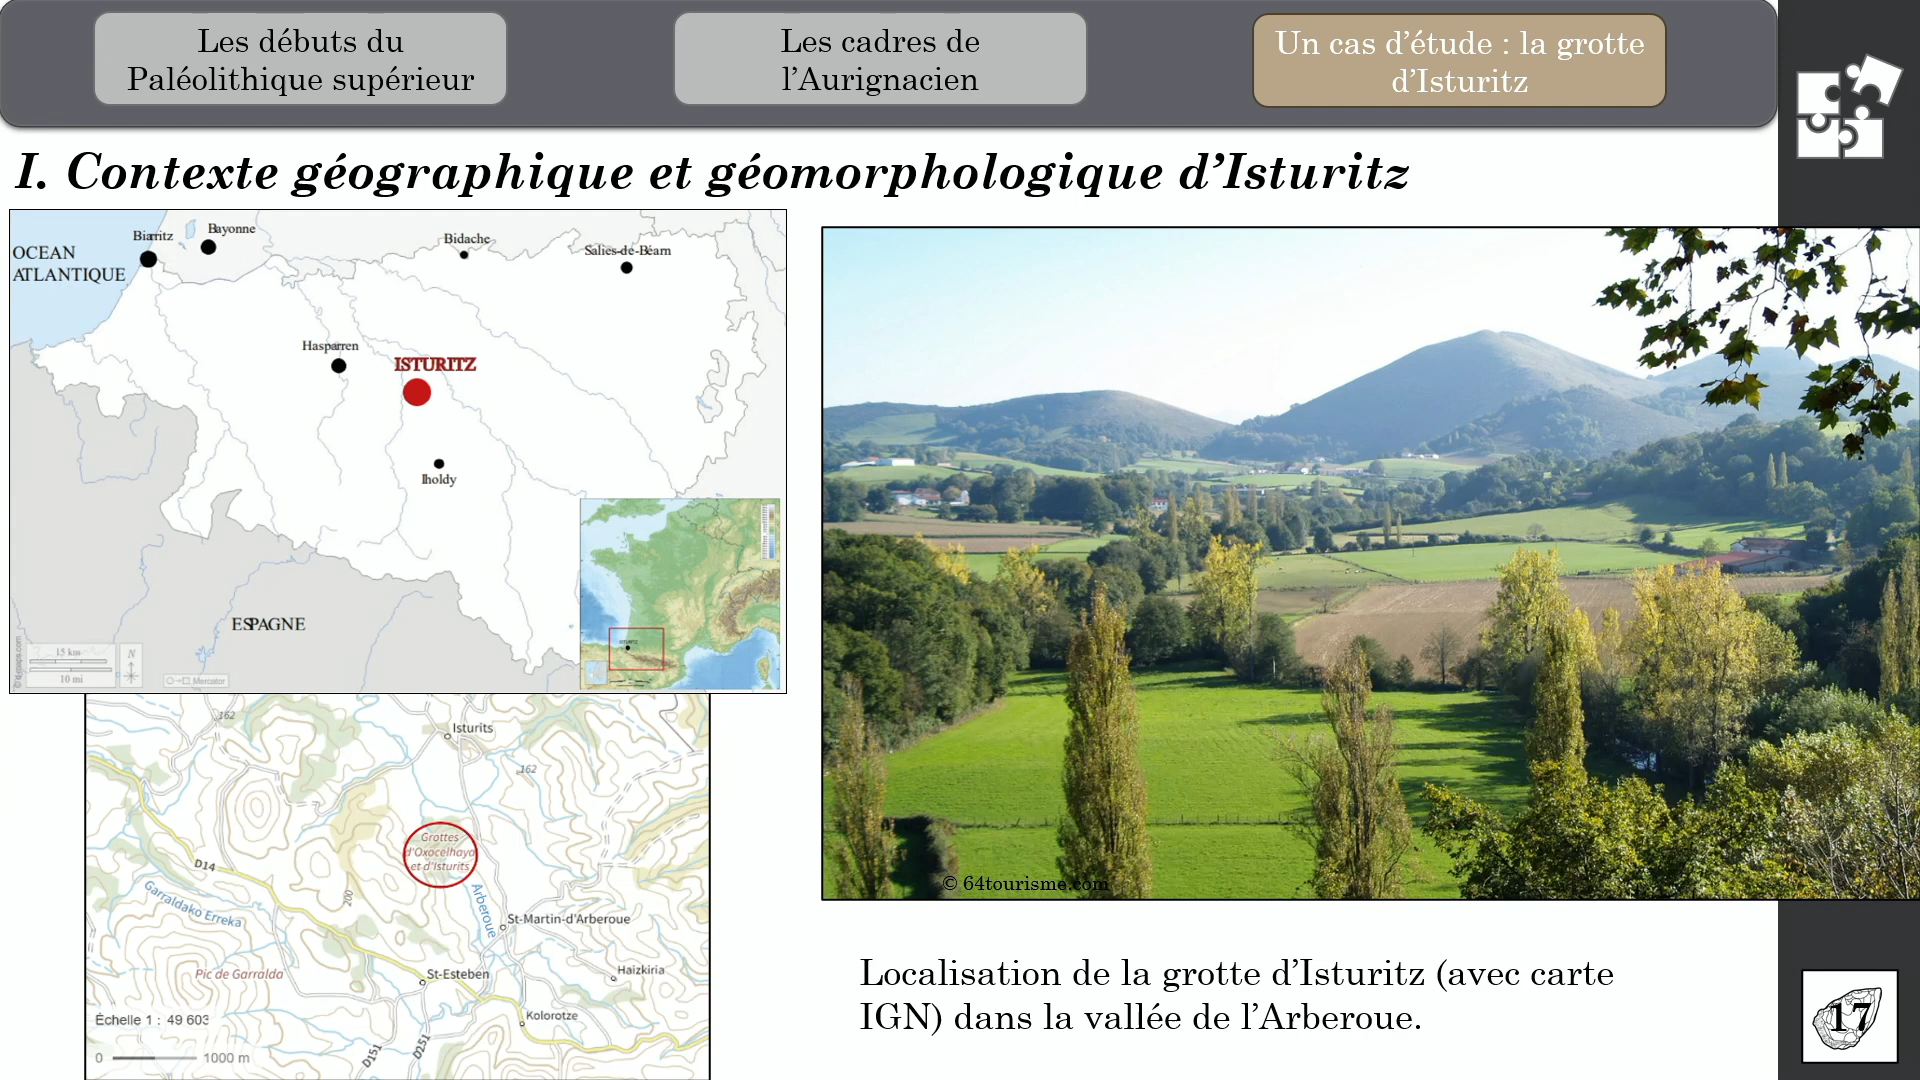 Les débuts du
Paléolithique supérieur
Les cadres de
l’Aurignacien
Un cas d’étude : la grotte
d’Isturitz
I. Contexte géographique et géomorphologique d’Isturitz
Biarritz
Bayonne
Bidache
Salies-de-Béarn
OCEAN
ATLANTIQUE
Hasparren
ISTURITZ
Iholdy
ESPAGNE
15 km
10 mi
N
Mercator
162
Isturits
162
Grottes
d'Oxocelhaya
et d'Isturits
D14
Garraldako Erreka
200
Arberoue
St-Martin-d'Arberoue
Pic de Garralda
St-Esteben
Haizkiria
Kolorotze
Échelle 1 : 49 603
0
1000 m
D151
D251
© 64tourisme.com
Localisation de la grotte d’Isturitz (avec carte
IGN) dans la vallée de l’Arberoue.
17